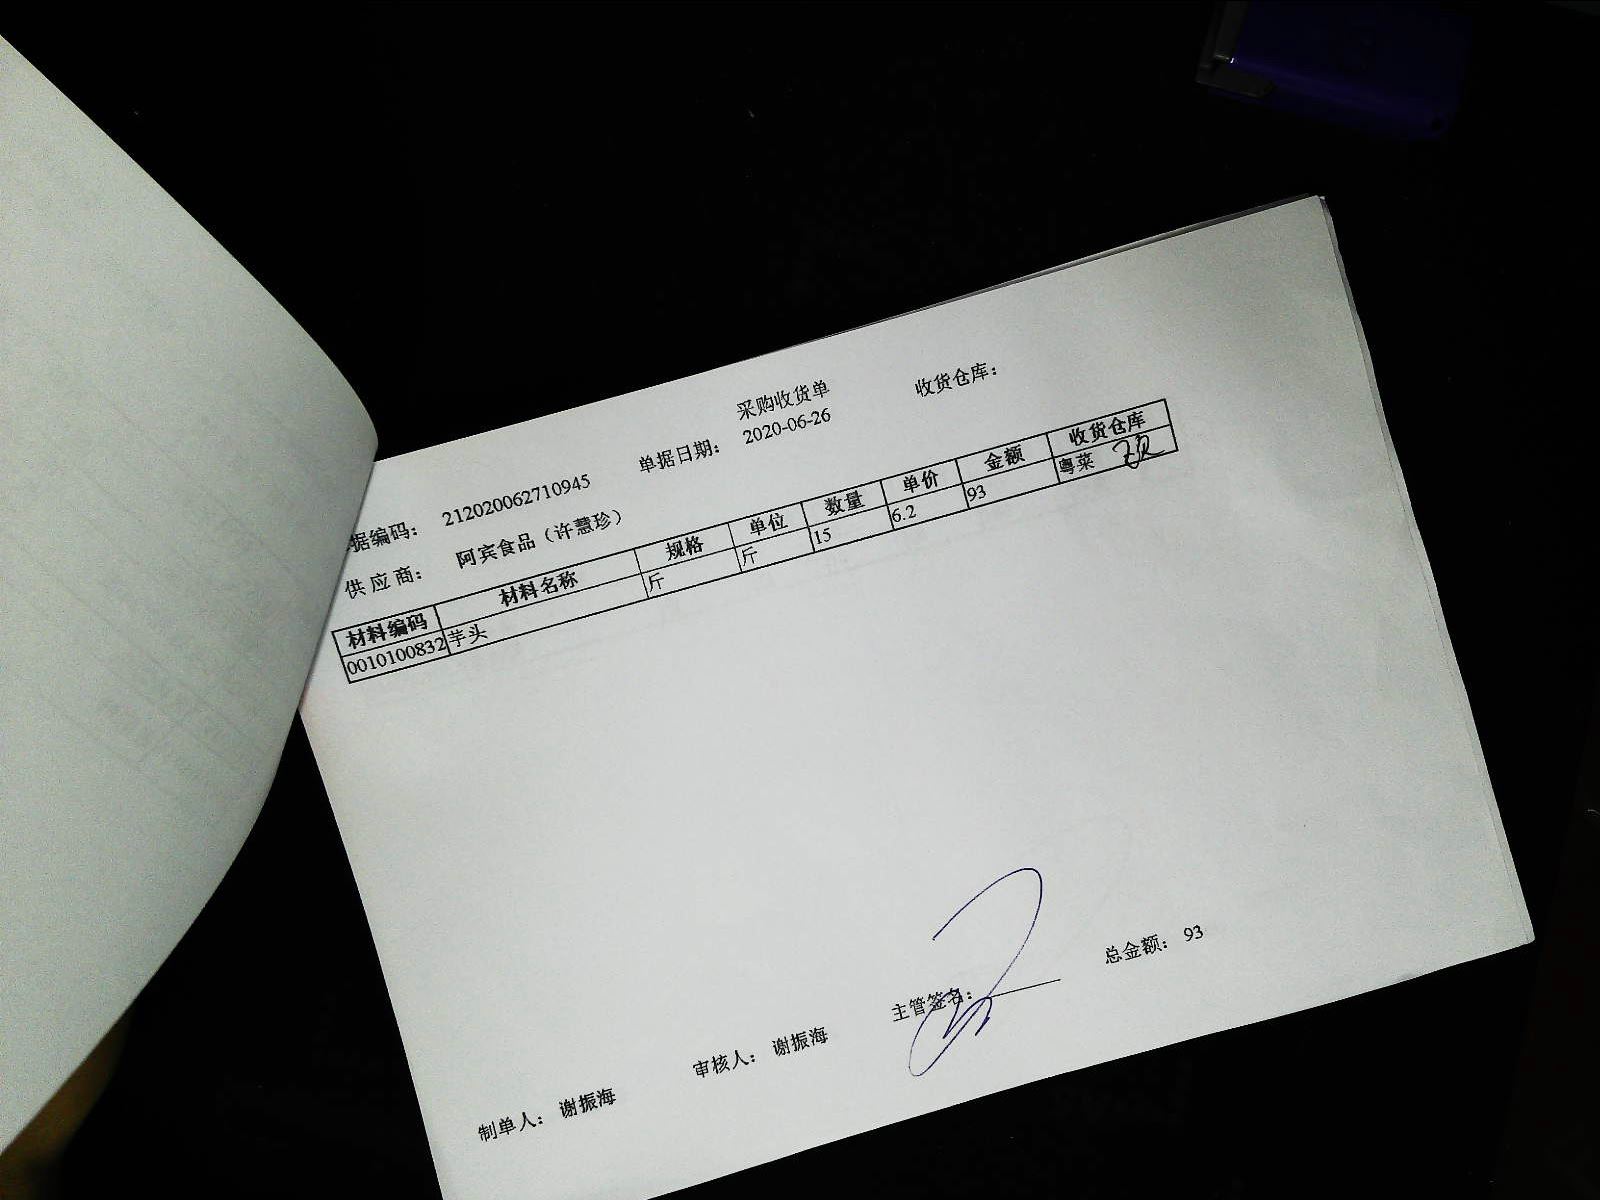 采购收货单
据编码： 212020062710945 单据日期： 2020-06-26 收货仓库：
供应商： 阿宾食品（许慧珍）
材料编码 材料名称 规格 单位 数量 单价 金额 收货仓库
0010100832 芋头 斤 斤 15 6.2 93 粤菜
制单人： 谢振海 审核人： 谢振海 主管签名： 总金额： 93